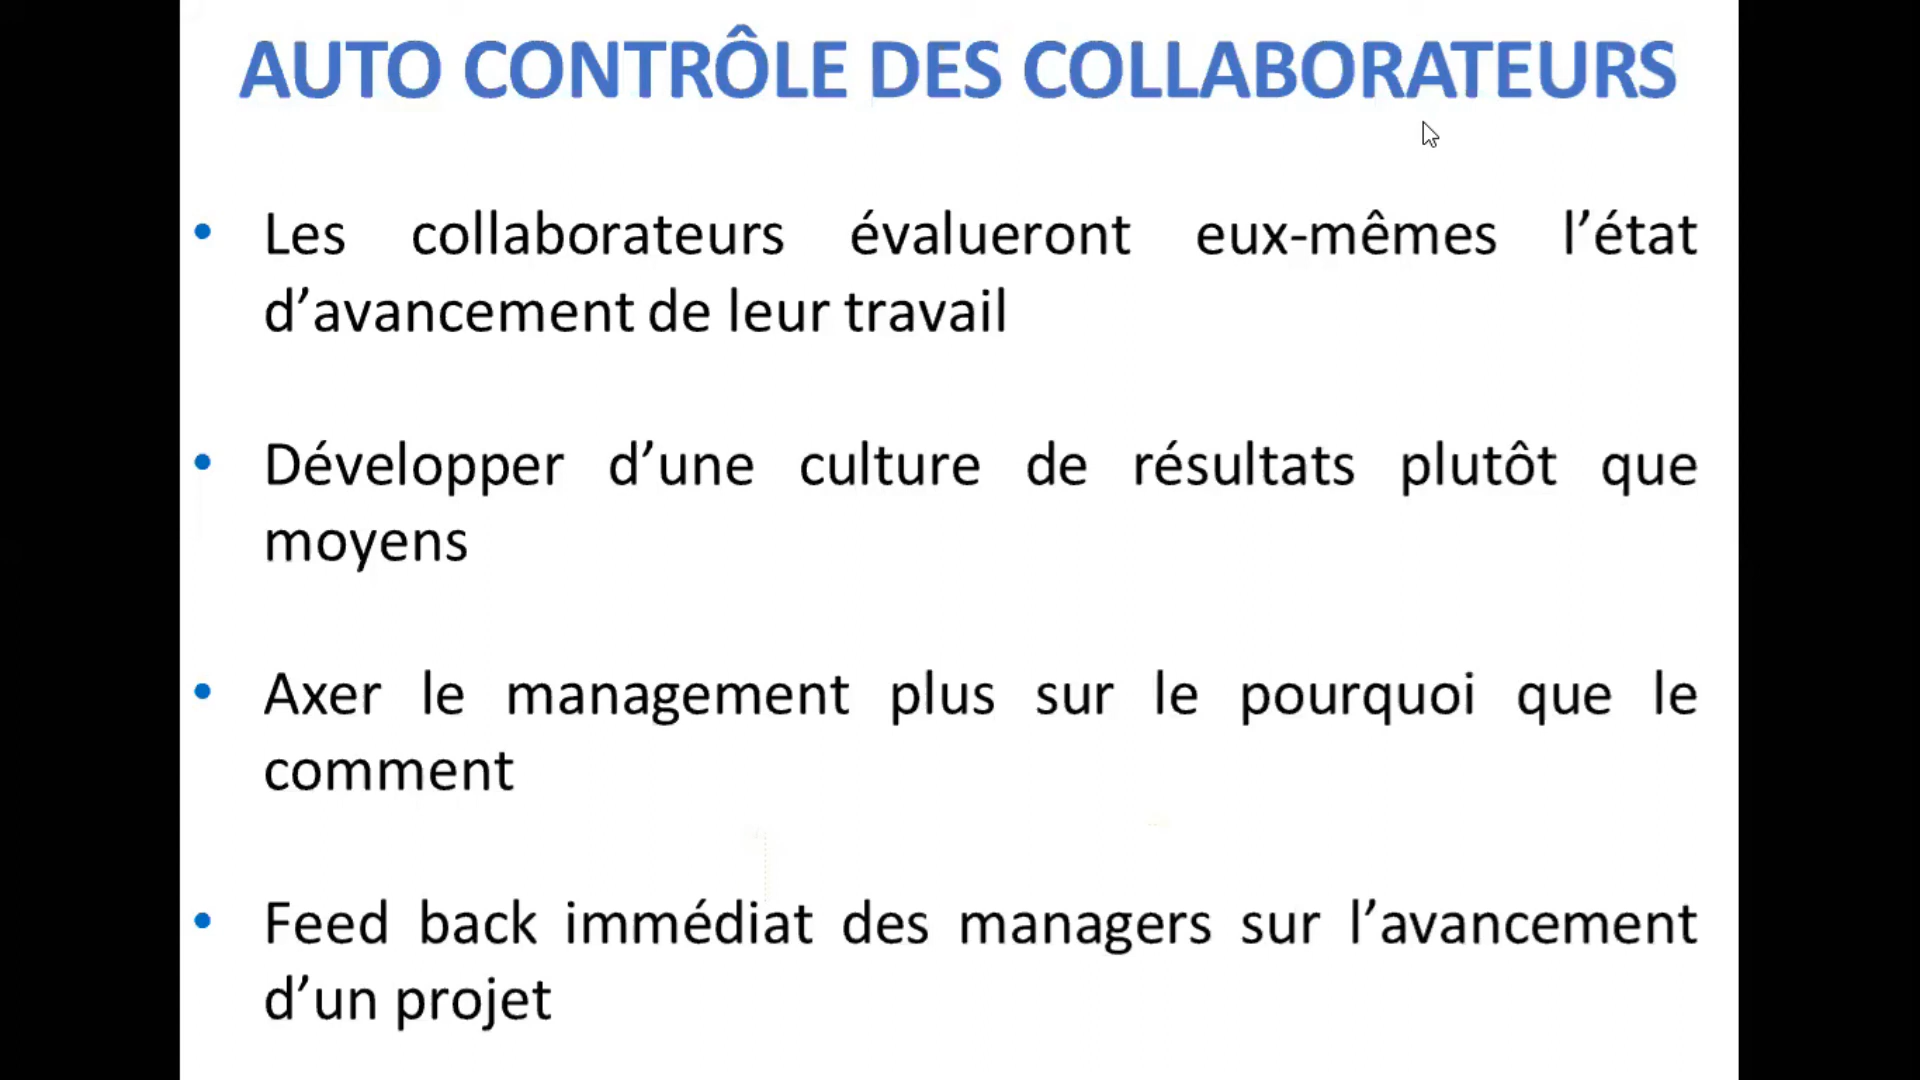 AUTO CONTRÔLE DES COLLABORATEURS
• Les collaborateurs évalueront eux-mêmes l’état
d’avancement de leur travail
• Développer d’une culture de résultats plutôt que
moyens
• Axer le management plus sur le pourquoi que le
comment
• Feed back immédiat des managers sur l’avancement
d’un projet